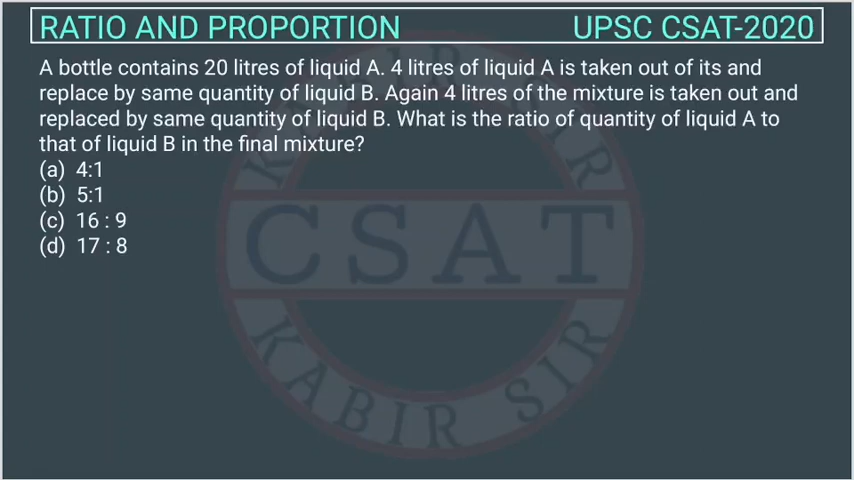 RATIO AND PROPORTION UPSC CSAT-2020
A bottle contains 20 litres of liquid A. 4 litres of liquid A is taken out of its and
replace by same quantity of liquid B. Again 4 litres of the mixture is taken out and
replaced by same quantity of liquid B. What is the ratio of quantity of liquid A to
that of liquid B in the final mixture?
(a) 4:1
(b) 5:1
(c) 16 : 9
(d) 17 : 8
KABIR SIR
CSAT
KABIR SIR